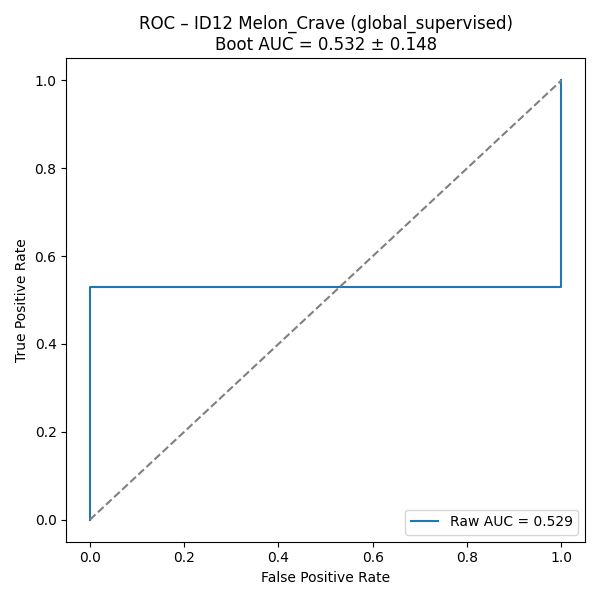 ROC – ID12 Melon_Crave (global_supervised)
Boot AUC = 0.532 ± 0.148
1.0
0.8
0.6
0.4
0.2
0.0
True Positive Rate
Raw AUC = 0.529
0.0 0.2 0.4 0.6 0.8 1.0
False Positive Rate